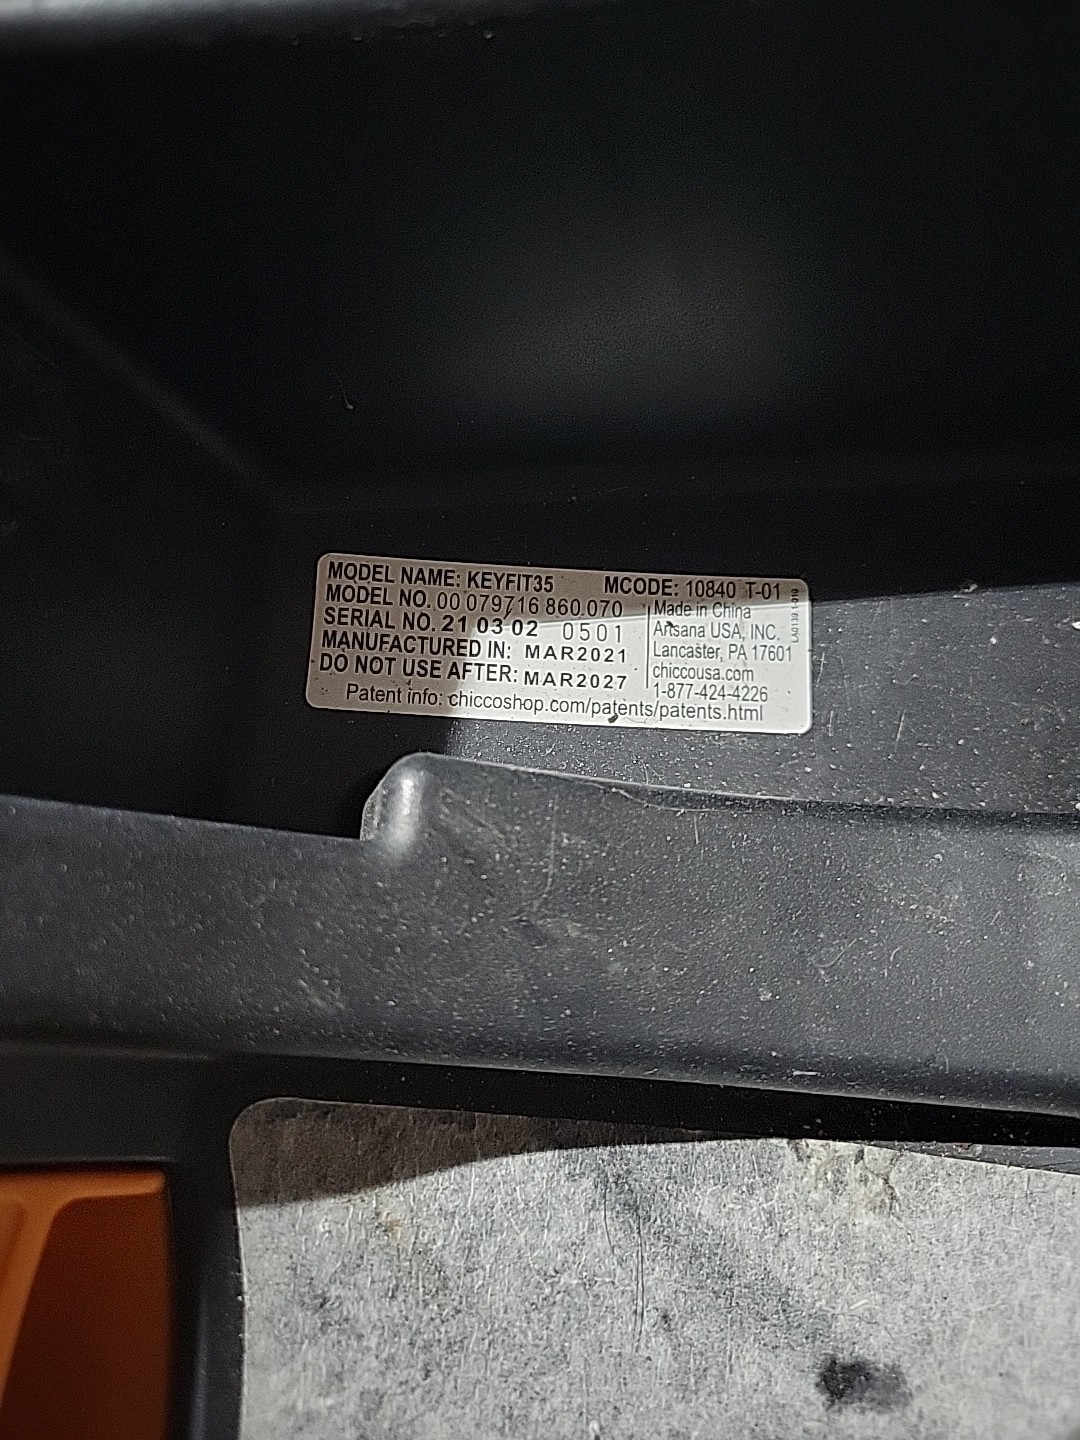 MODEL NAME: KEYFIT35 MCODE: 10840 T-01
MODEL NO. 00 079716 860 070
SERIAL NO. 21 03 02 0501
MANUFACTURED IN: MAR2021
DO NOT USE AFTER: MAR2027
Made in China
Artsana USA, INC.
Lancaster, PA 17601
chiccousa.com
1-877-424-4226
Patent info: chiccoshop.com/patents/patents.html